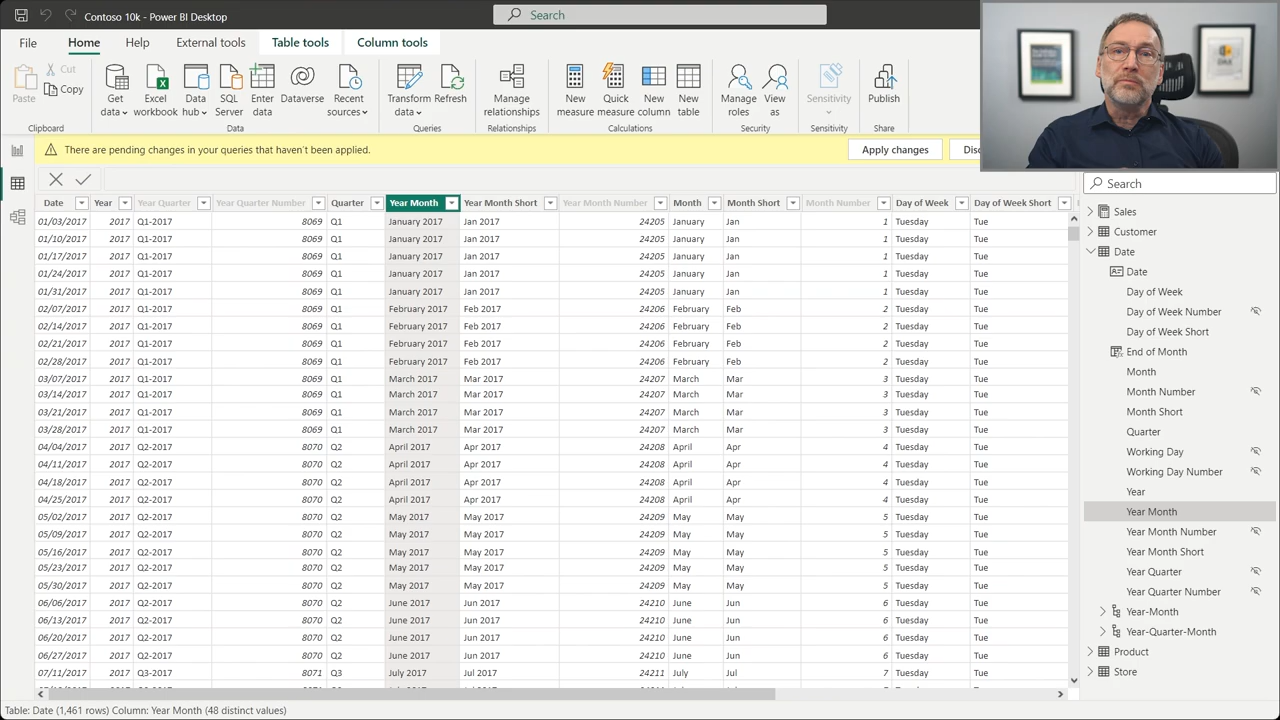 Contoso 10k - Power BI Desktop
Search
File Home Help External tools Table tools Column tools
Paste
Cut
Copy
Clipboard
Get data
Excel workbook
Data hub
SQL Server
Enter data
Dataverse
Recent sources
Data
Transform data
Refresh
Queries
Manage relationships
Relationships
New measure
Quick measure
New column
New table
Calculations
Manage roles
View as
Security
Sensitivity
Sensitivity
Publish
Share
There are pending changes in your queries that haven't been applied. Apply changes Disc
Date Year Year Quarter Year Quarter Number Quarter Year Month Year Month Short Year Month Number Month Month Short Month Number Day of Week Day of Week Short
01/03/2017 2017 Q1-2017 8069 Q1 January 2017 Jan 2017 24205 January Jan 1 Tuesday Tue
01/10/2017 2017 Q1-2017 8069 Q1 January 2017 Jan 2017 24205 January Jan 1 Tuesday Tue
01/17/2017 2017 Q1-2017 8069 Q1 January 2017 Jan 2017 24205 January Jan 1 Tuesday Tue
01/24/2017 2017 Q1-2017 8069 Q1 January 2017 Jan 2017 24205 January Jan 1 Tuesday Tue
01/31/2017 2017 Q1-2017 8069 Q1 January 2017 Jan 2017 24205 January Jan 1 Tuesday Tue
02/07/2017 2017 Q1-2017 8069 Q1 February 2017 Feb 2017 24206 February Feb 2 Tuesday Tue
02/14/2017 2017 Q1-2017 8069 Q1 February 2017 Feb 2017 24206 February Feb 2 Tuesday Tue
02/21/2017 2017 Q1-2017 8069 Q1 February 2017 Feb 2017 24206 February Feb 2 Tuesday Tue
02/28/2017 2017 Q1-2017 8069 Q1 February 2017 Feb 2017 24206 February Feb 2 Tuesday Tue
03/07/2017 2017 Q1-2017 8069 Q1 March 2017 Mar 2017 24207 March Mar 3 Tuesday Tue
03/14/2017 2017 Q1-2017 8069 Q1 March 2017 Mar 2017 24207 March Mar 3 Tuesday Tue
03/21/2017 2017 Q1-2017 8069 Q1 March 2017 Mar 2017 24207 March Mar 3 Tuesday Tue
03/28/2017 2017 Q1-2017 8069 Q1 March 2017 Mar 2017 24207 March Mar 3 Tuesday Tue
04/04/2017 2017 Q2-2017 8070 Q2 April 2017 Apr 2017 24208 April Apr 4 Tuesday Tue
04/11/2017 2017 Q2-2017 8070 Q2 April 2017 Apr 2017 24208 April Apr 4 Tuesday Tue
04/18/2017 2017 Q2-2017 8070 Q2 April 2017 Apr 2017 24208 April Apr 4 Tuesday Tue
04/25/2017 2017 Q2-2017 8070 Q2 April 2017 Apr 2017 24208 April Apr 4 Tuesday Tue
05/02/2017 2017 Q2-2017 8070 Q2 May 2017 May 2017 24209 May May 5 Tuesday Tue
05/09/2017 2017 Q2-2017 8070 Q2 May 2017 May 2017 24209 May May 5 Tuesday Tue
05/16/2017 2017 Q2-2017 8070 Q2 May 2017 May 2017 24209 May May 5 Tuesday Tue
05/23/2017 2017 Q2-2017 8070 Q2 May 2017 May 2017 24209 May May 5 Tuesday Tue
05/30/2017 2017 Q2-2017 8070 Q2 May 2017 May 2017 24209 May May 5 Tuesday Tue
06/06/2017 2017 Q2-2017 8070 Q2 June 2017 Jun 2017 24210 June Jun 6 Tuesday Tue
06/13/2017 2017 Q2-2017 8070 Q2 June 2017 Jun 2017 24210 June Jun 6 Tuesday Tue
06/20/2017 2017 Q2-2017 8070 Q2 June 2017 Jun 2017 24210 June Jun 6 Tuesday Tue
06/27/2017 2017 Q2-2017 8070 Q2 June 2017 Jun 2017 24210 June Jun 6 Tuesday Tue
07/11/2017 2017 Q3-2017 8071 Q3 July 2017 Jul 2017 24211 July Jul 7 Tuesday Tue
Search
Sales
Customer
Date
Date
Day of Week
Day of Week Number
Day of Week Short
End of Month
Month
Month Number
Month Short
Quarter
Working Day
Working Day Number
Year
Year Month
Year Month Number
Year Month Short
Year Quarter
Year Quarter Number
Year-Month
Year-Quarter-Month
Product
Store
Table: Date (1,461 rows) Column: Year Month (48 distinct values)